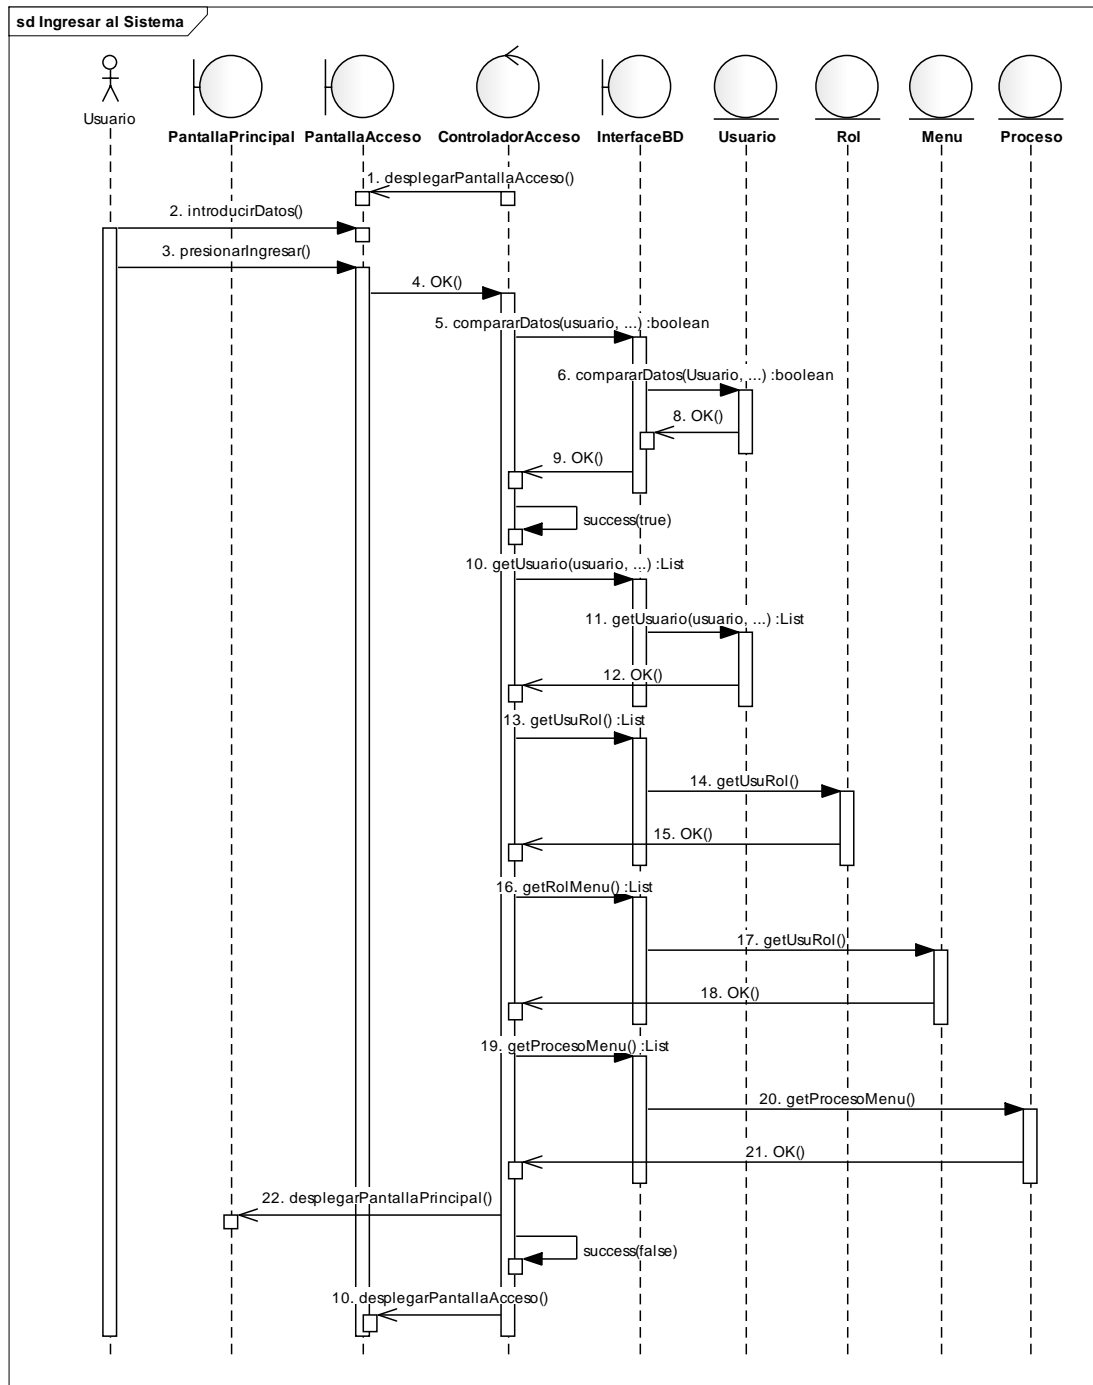 sd Ingresar al Sistema
Usuario
PantallaPrincipal
PantallaAcceso
ControladorAcceso
InterfaceBD
Usuario
Rol
Menu
Proceso
1. desplegarPantallaAcceso()
2. introducirDatos()
3. presionarIngresar()
4. OK()
5. compararDatos(usuario, ...) :boolean
6. compararDatos(Usuario, ...) :boolean
8. OK()
9. OK()
success(true)
10. getUsuario(usuario, ...) :List
11. getUsuario(usuario, ...) :List
12. OK()
13. getUsuRol() :List
14. getUsuRol()
15. OK()
16. getRolMenu() :List
17. getUsuRol()
18. OK()
19. getProcesoMenu() :List
20. getProcesoMenu()
21. OK()
22. desplegarPantallaPrincipal()
success(false)
10. desplegarPantallaAcceso()